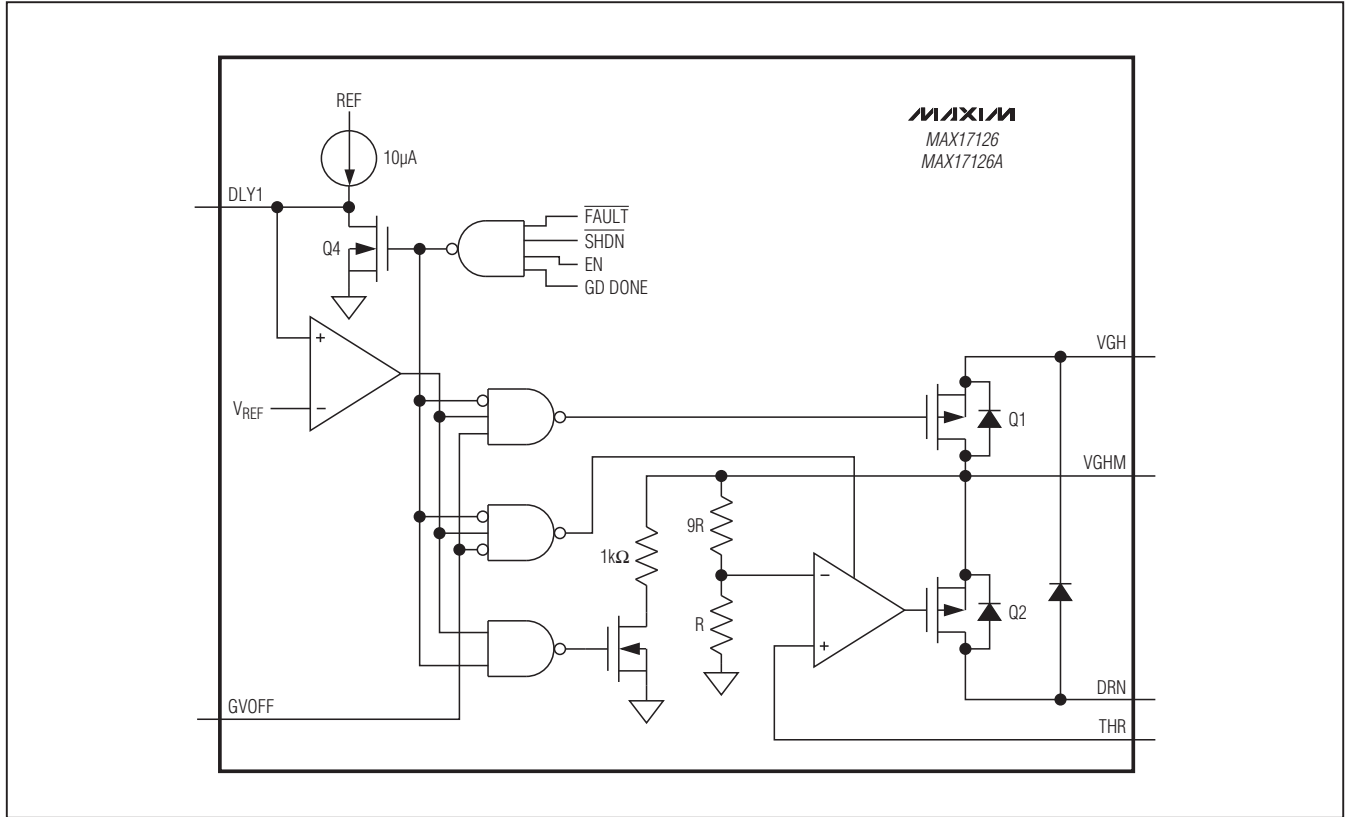 REF
MAXIM
MAX17126
MAX17126A
10µA
DLY1
FAULT
SHDN
EN
GD DONE
Q4
+
−
VREF
VGH
Q1
VGHM
9R
1kΩ
R
−
+
Q2
DRN
GVOFF
THR